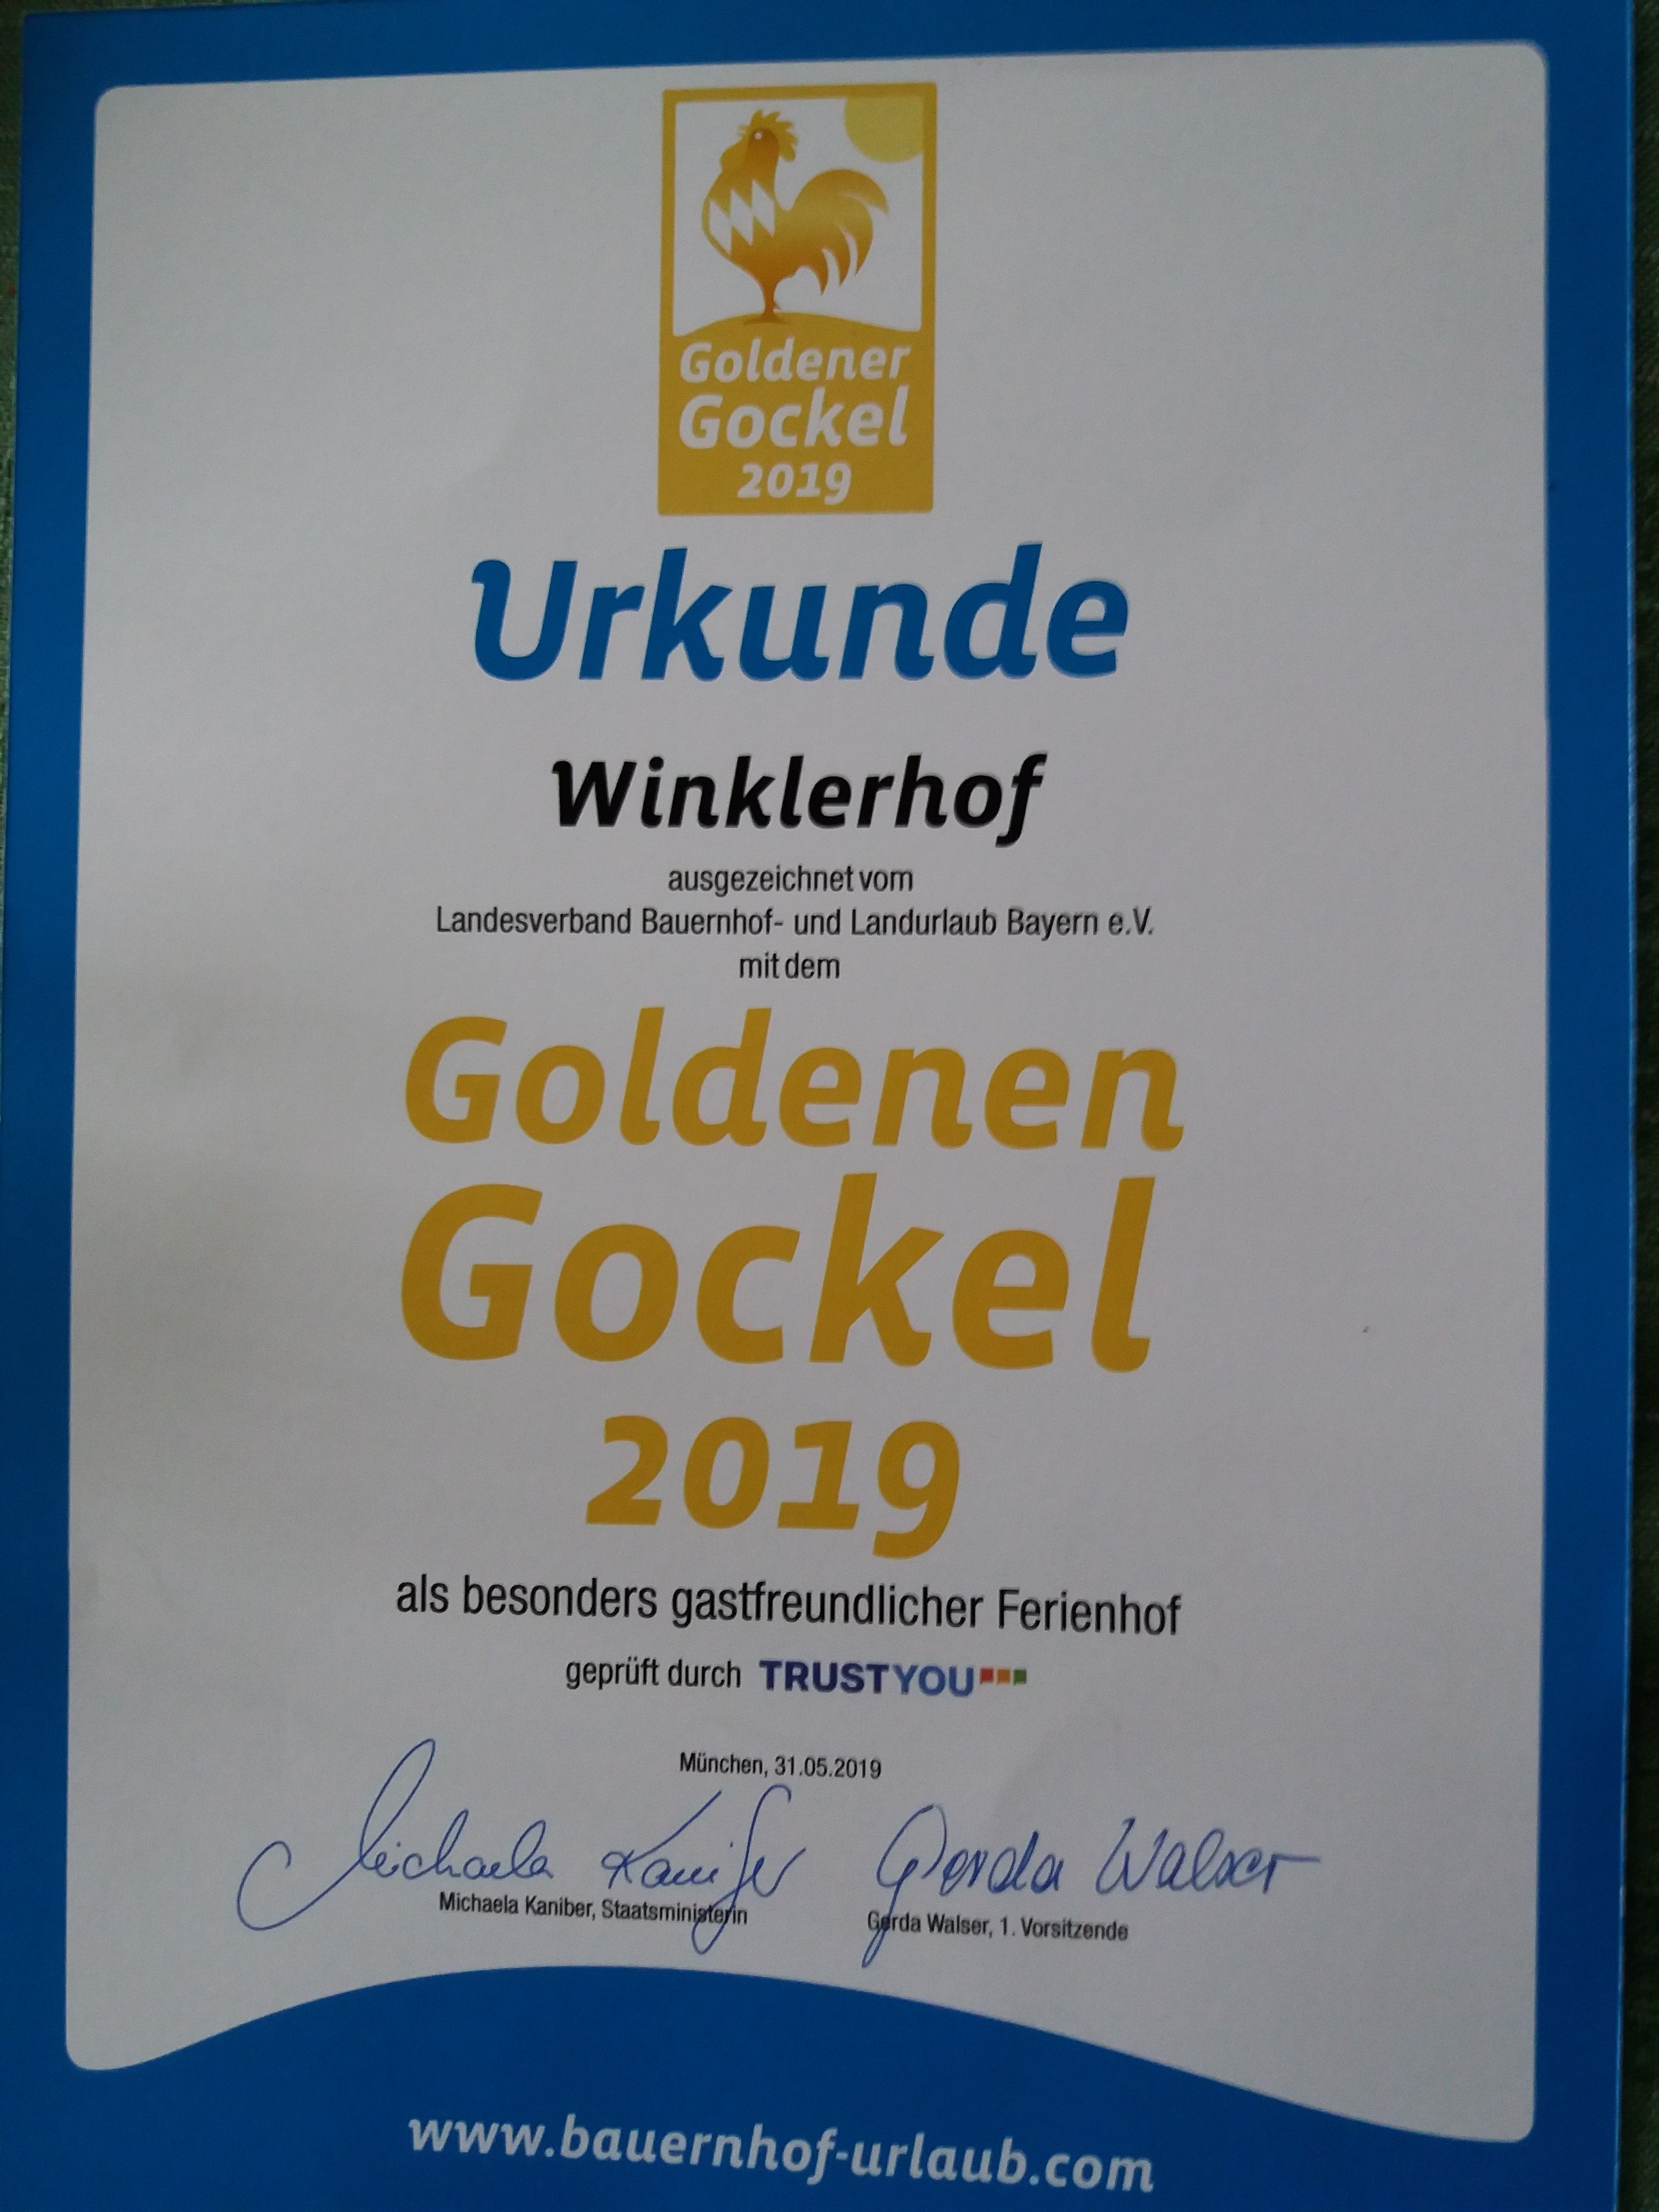 Goldener
Gockel
2019
Urkunde
Winklerhof
ausgezeichnet vom
Landesverband Bauernhof- und Landurlaub Bayern e.V.
mit dem
Goldenen
Gockel
2019
als besonders gastfreundlicher Ferienhof
geprüft durch TRUSTYOU
München, 31.05.2019
Michaela Kaniber Gerda Walser
Michaela Kaniber, Staatsministerin
Gerda Walser, 1. Vorsitzende
www.bauernhof-urlaub.com